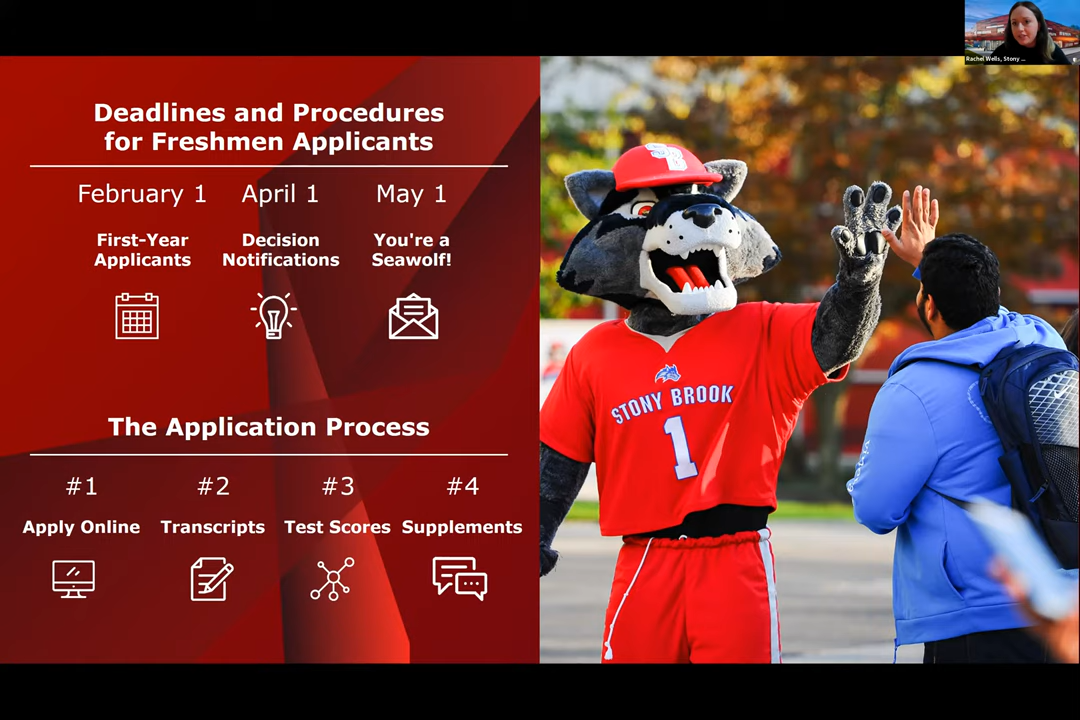 Rachel Wells, Stony ...
Deadlines and Procedures
for Freshmen Applicants
February 1
April 1
May 1
First-Year
Applicants
Decision
Notifications
You're a
Seawolf!
The Application Process
#1
#2
#3
#4
Apply Online
Transcripts
Test Scores
Supplements
SB
STONY BROOK
1